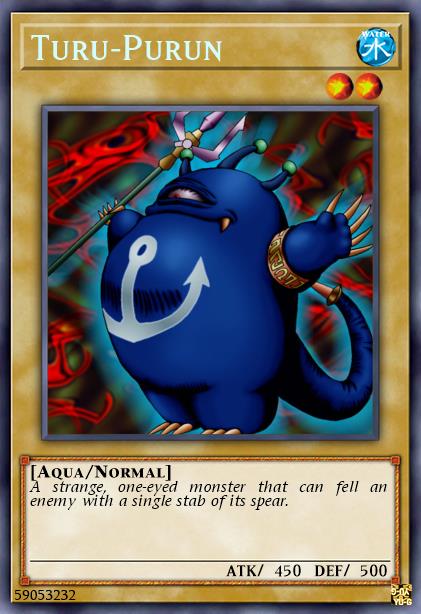 TURU-PURUN
WATER
水
[AQUA/NORMAL]
A strange, one-eyed monster that can fell an
enemy with a single stab of its spear.
ATK/ 450 DEF/ 500
59053232